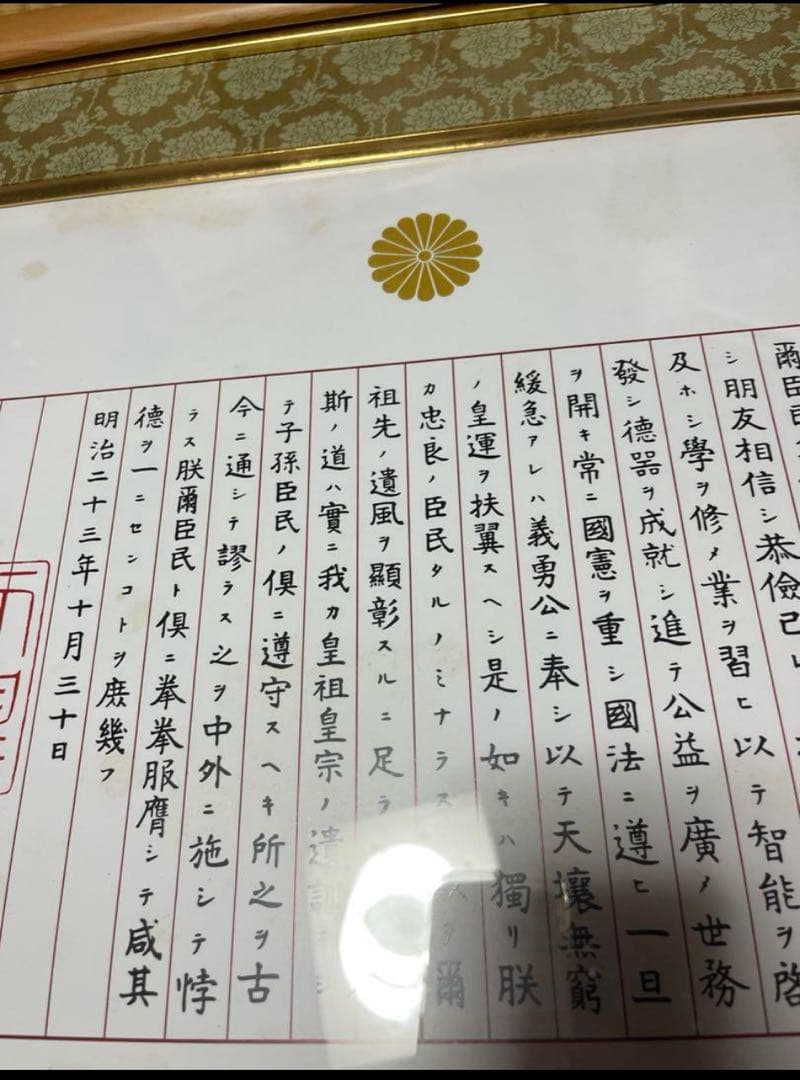 爾臣民
シ朋友相信シ恭儉己レ
及ホシ學ヲ修メ業ヲ習ヒ以テ智能ヲ啓
發シ德器ヲ成就シ進テ公益ヲ廣メ世務
ヲ開キ常ニ國憲ヲ重シ國法ニ遵ヒ一旦
緩急アレハ義勇公ニ奉シ以テ天壤無窮
ノ皇運ヲ扶翼スヘシ是ノ如キハ獨リ朕
カ忠良ノ臣民タルノミナラス又爾
祖先ノ遺風ヲ顯彰スルニ足ラ
斯ノ道ハ實ニ我カ皇祖皇宗ノ遺訓ニシ
テ子孫臣民ノ俱ニ遵守スヘキ所之ヲ古
今ニ通シテ謬ラス之ヲ中外ニ施シテ悖
ラス朕爾臣民ト俱ニ拳拳服膺シテ咸其
德ヲ一ニセンコトヲ庶幾フ
明治二十三年十月三十日